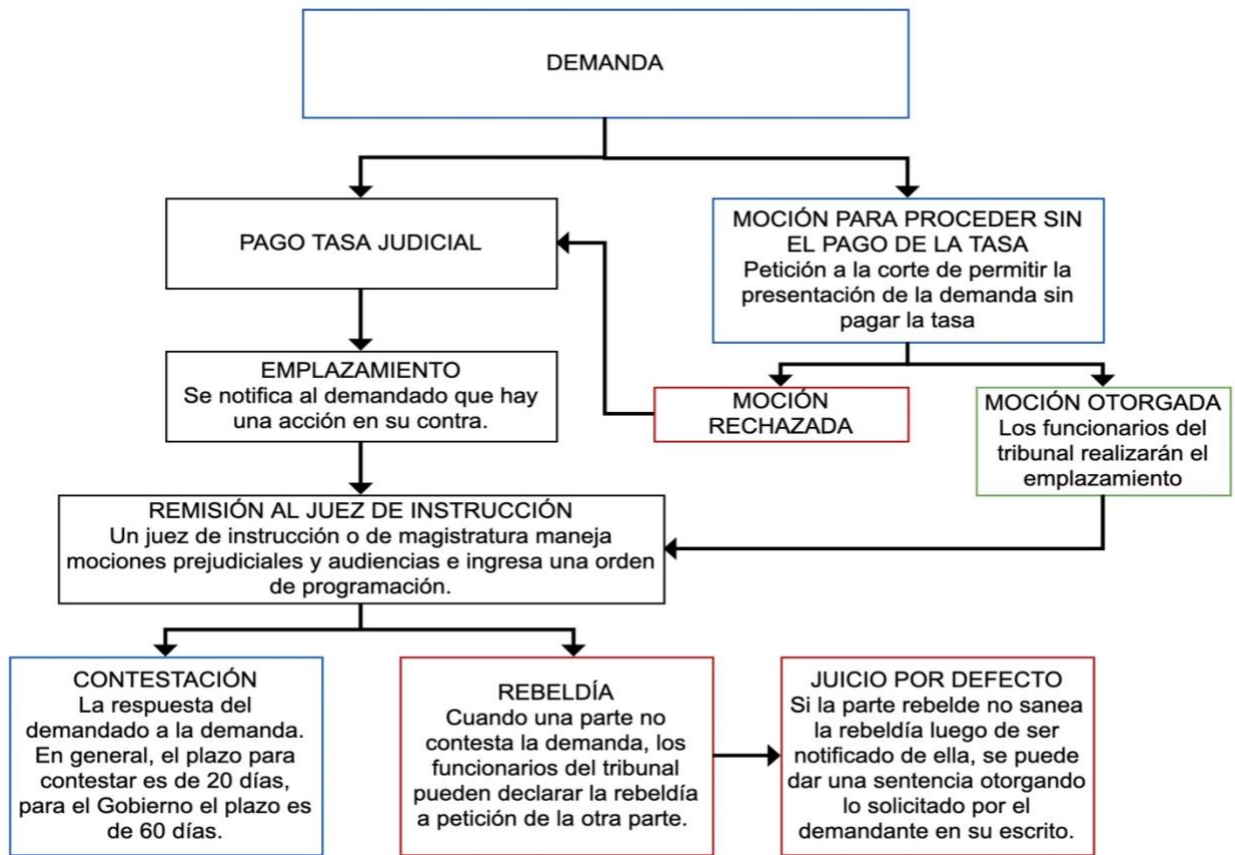 DEMANDA
PAGO TASA JUDICIAL
MOCIÓN PARA PROCEDER SIN
EL PAGO DE LA TASA
Petición a la corte de permitir la
presentación de la demanda sin
pagar la tasa
EMPLAZAMIENTO
Se notifica al demandado que hay
una acción en su contra.
MOCIÓN
RECHAZADA
MOCIÓN OTORGADA
Los funcionarios del
tribunal realizarán el
emplazamiento
REMISIÓN AL JUEZ DE INSTRUCCIÓN
Un juez de instrucción o de magistratura maneja
mociones prejudiciales y audiencias e ingresa una orden
de programación.
CONTESTACIÓN
La respuesta del
demandado a la demanda.
En general, el plazo para
contestar es de 20 días,
para el Gobierno el plazo es
de 60 días.
REBELDÍA
Cuando una parte no
contesta la demanda, los
funcionarios del tribunal
pueden declarar la rebeldía
a petición de la otra parte.
JUICIO POR DEFECTO
Si la parte rebelde no sanea
la rebeldía luego de ser
notificado de ella, se puede
dar una sentencia otorgando
lo solicitado por el
demandante en su escrito.